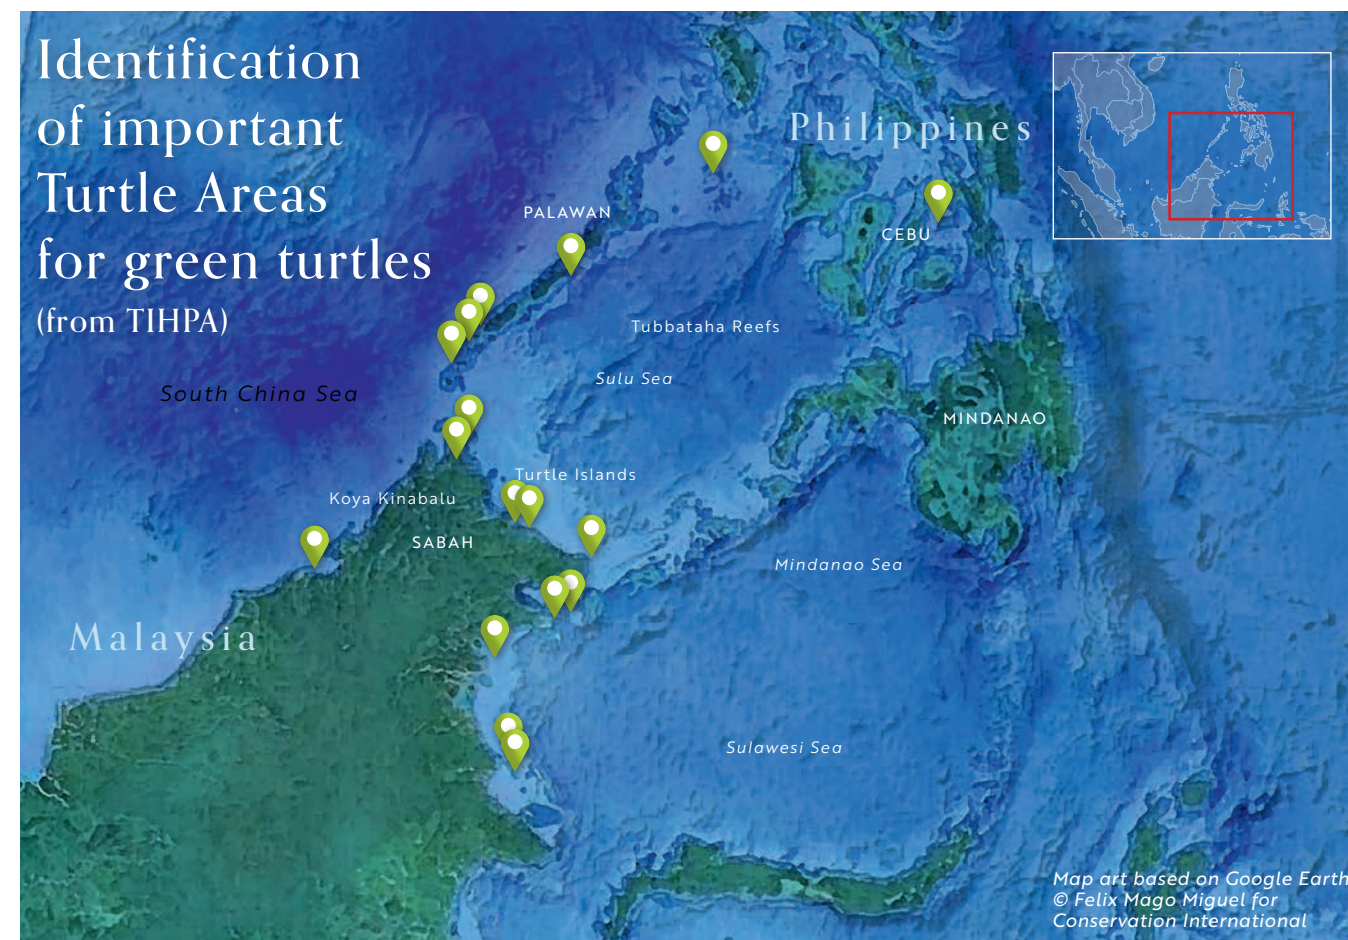 Identification
of important
Turtle Areas
for green turtles
(from TIHPA)
Philippines
PALAWAN
CEBU
Tubbataha Reefs
Sulu Sea
South China Sea
MINDANAO
Turtle Islands
Koya Kinabalu
SABAH
Mindanao Sea
Malaysia
Sulawesi Sea
Map art based on Google Earth
© Felix Mago Miguel for
Conservation International